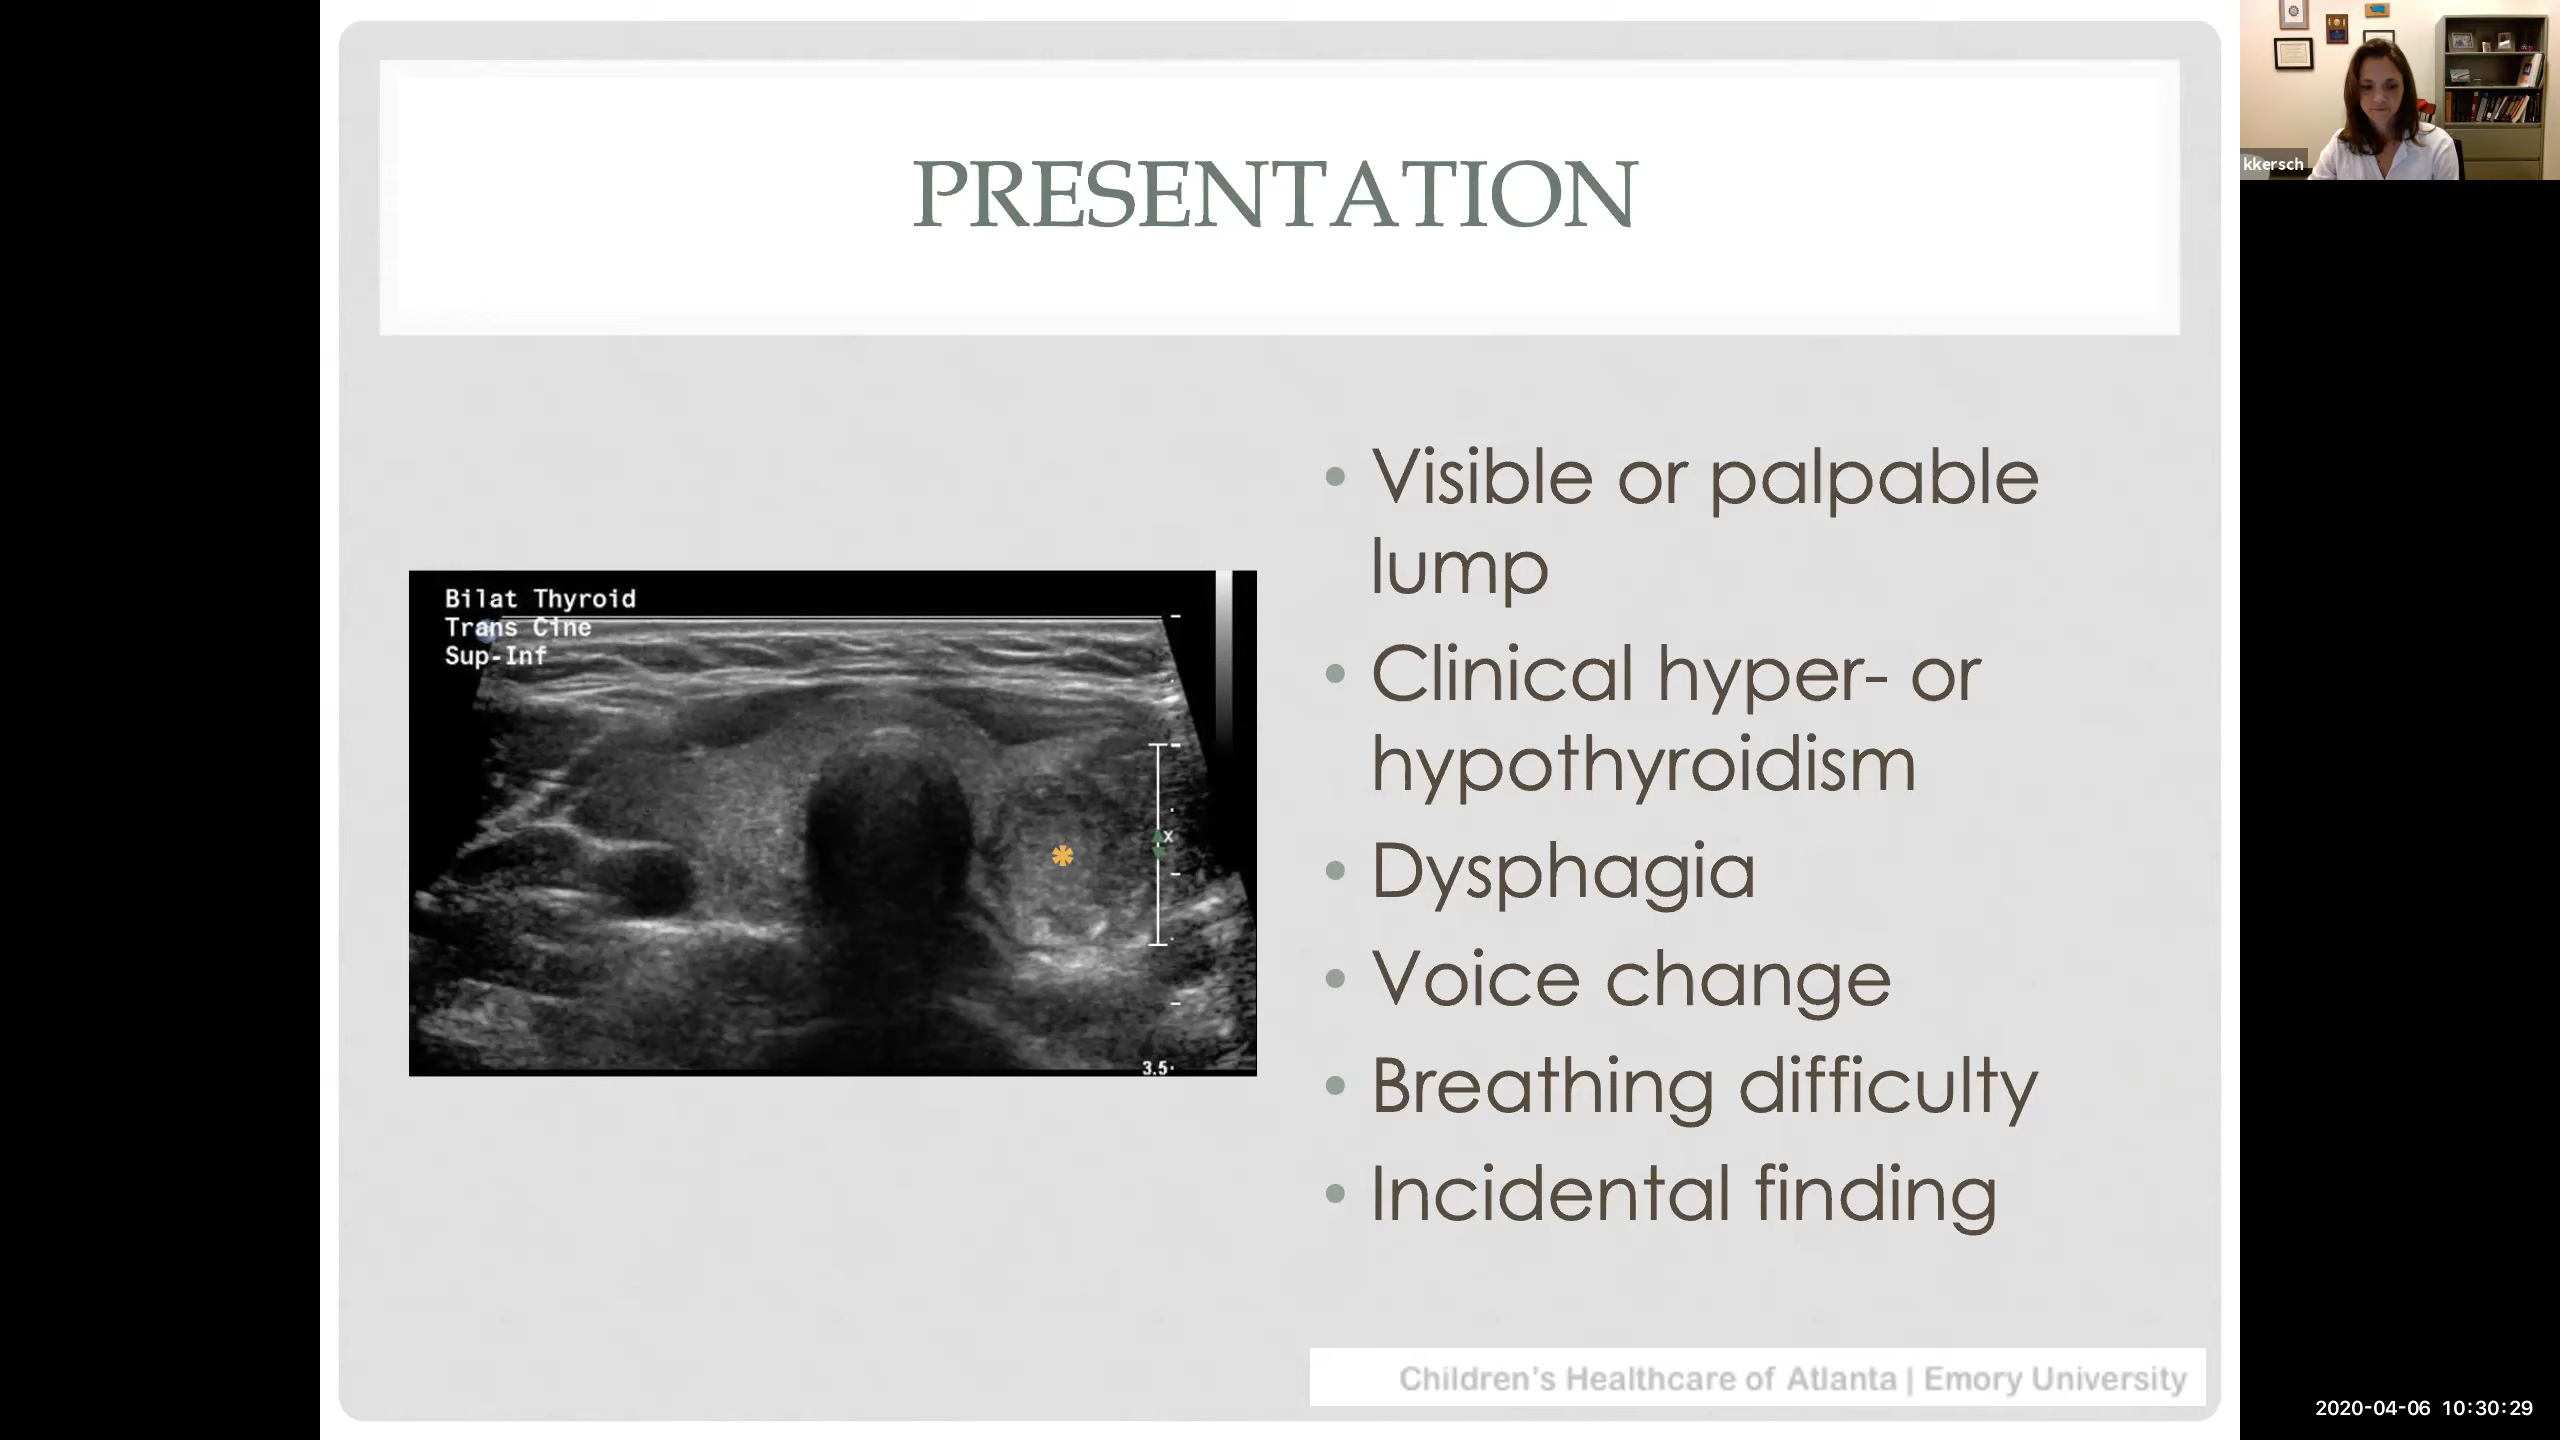 PRESENTATION
kkersch
Bilat Thyroid
Trans Cine
Sup-Inf
x
3.5
• Visible or palpable
lump
• Clinical hyper- or
hypothyroidism
• Dysphagia
• Voice change
• Breathing difficulty
• Incidental finding
Children's Healthcare of Atlanta | Emory University
2020-04-06 10:30:29